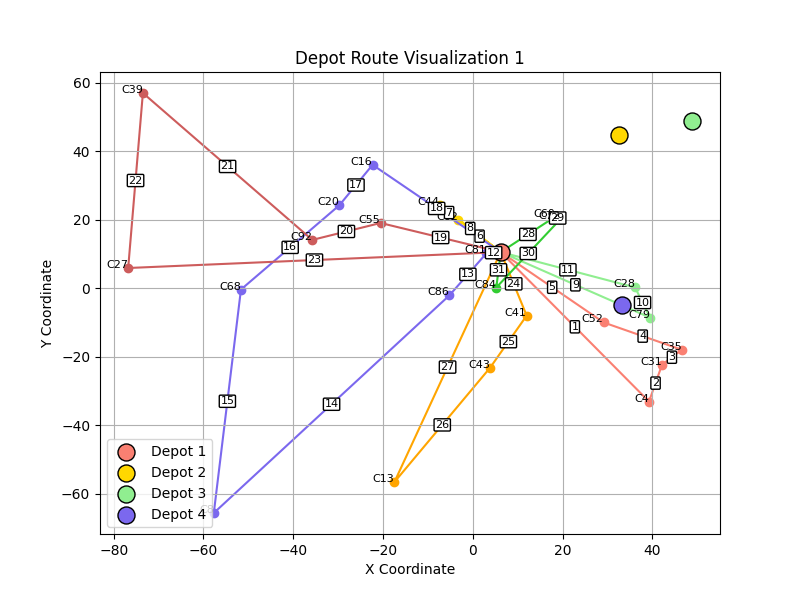 Depot Route Visualization 1
Y Coordinate
X Coordinate
60
40
20
0
−20
−40
−60
−80
−60
−40
−20
0
20
40
C39
21
22
C16
17
C20
C44
18
7
8
6
C55
19
20
C92
16
C27
23
C81
12
28
29
30
31
11
C68
13
C86
C84
24
5
9
C28
10
C79
C41
1
C52
4
C35
3
C31
2
C4
25
C43
27
26
C13
14
15
Depot 1
Depot 2
Depot 3
Depot 4